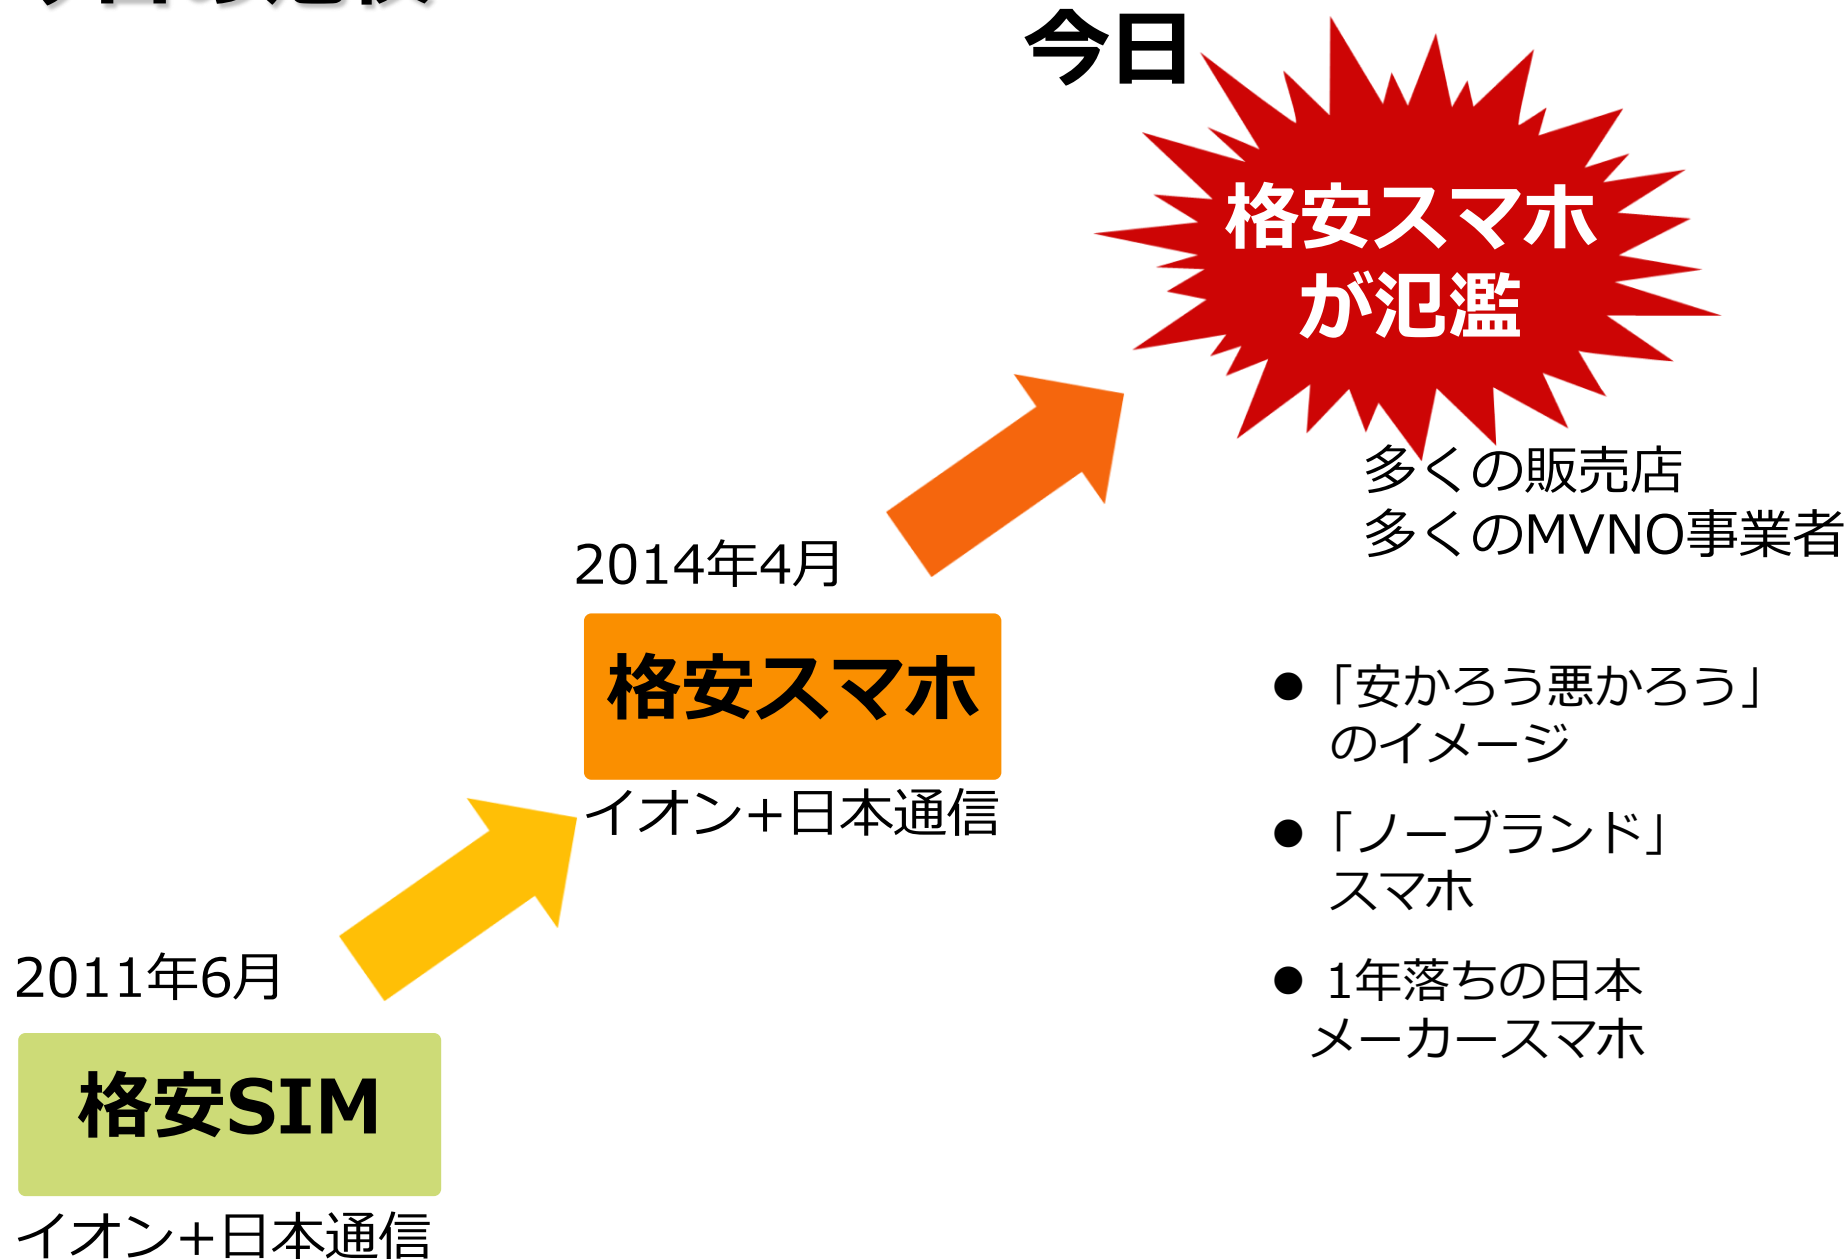 今日
格安スマホ
が氾濫
多くの販売店
多くのMVNO事業者
2014年4月
格安スマホ
イオン+日本通信
●「安かろう悪かろう」
のイメージ
●「ノーブランド」
スマホ
● 1年落ちの日本
メーカースマホ
2011年6月
格安SIM
イオン+日本通信